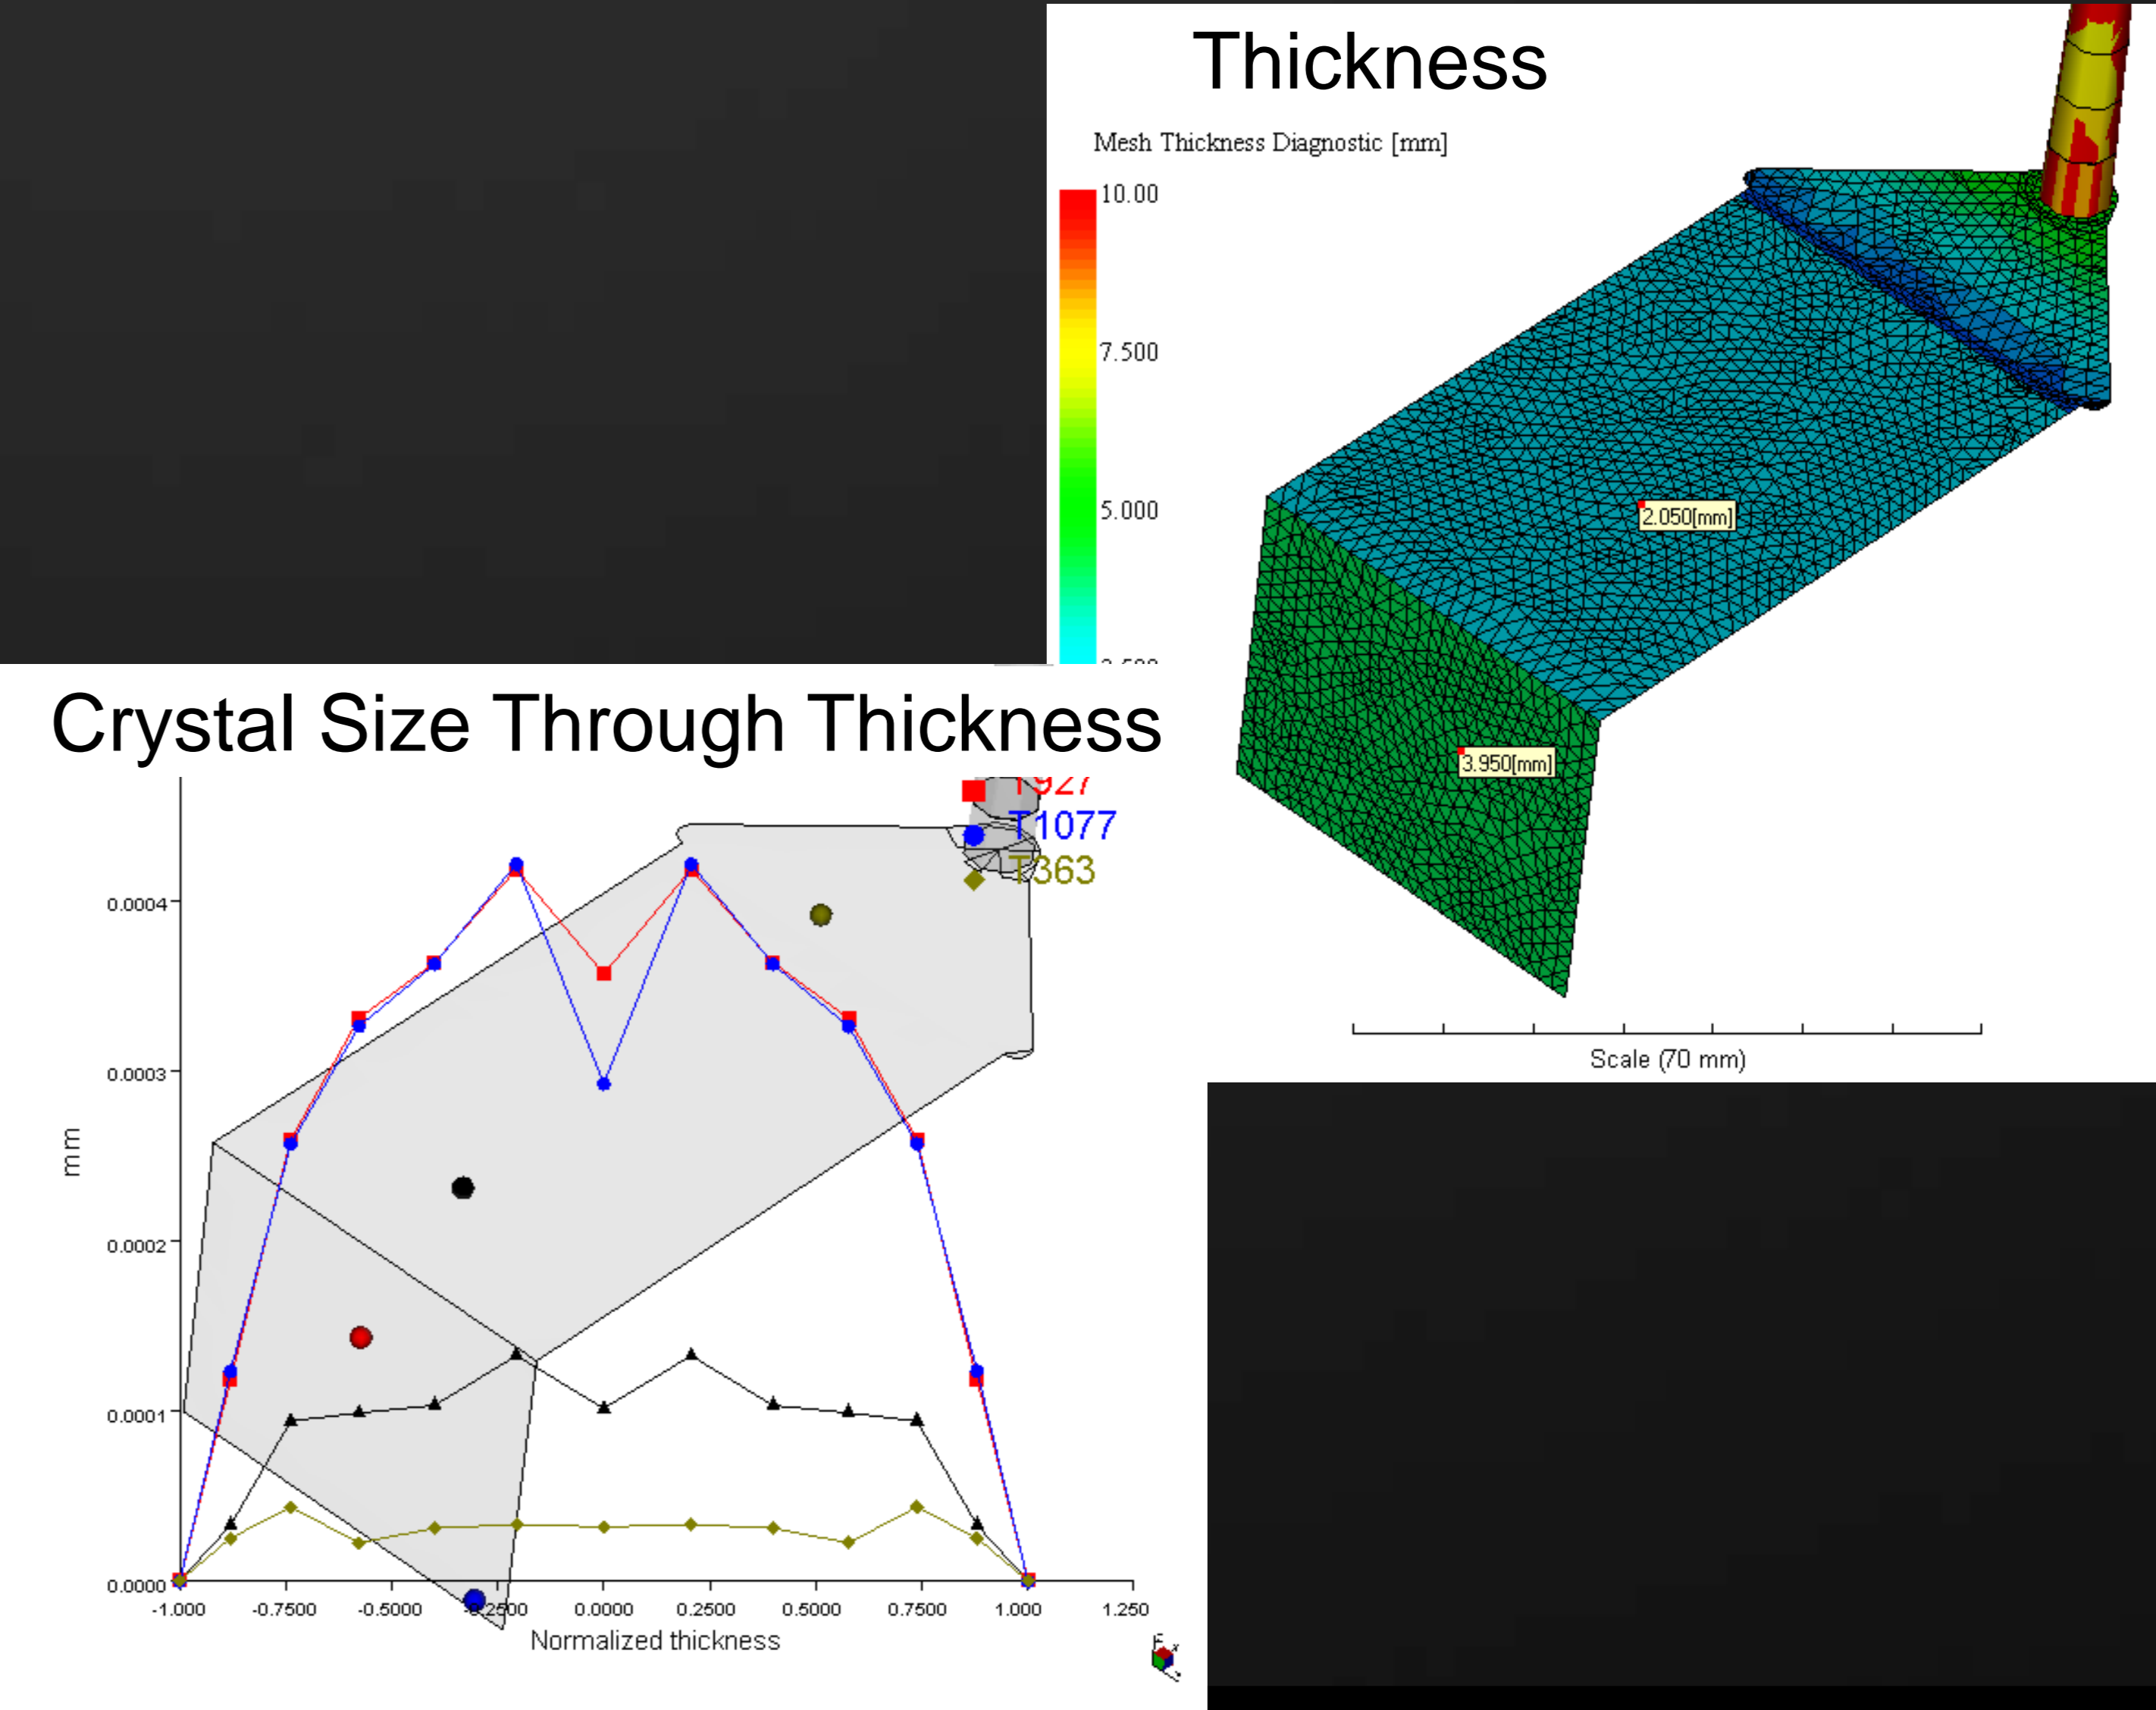 Thickness
Mesh Thickness Diagnostic [mm]
10.00
7.500
5.000
2.050[mm]
3.950[mm]
Scale (70 mm)
Crystal Size Through Thickness
T927
T1077
T363
0.0004
0.0003
0.0002
0.0001
0.0000
mm
-1.000 -0.7500 -0.5000 0.0000 0.2500 0.5000 0.7500 1.000 1.250
Normalized thickness